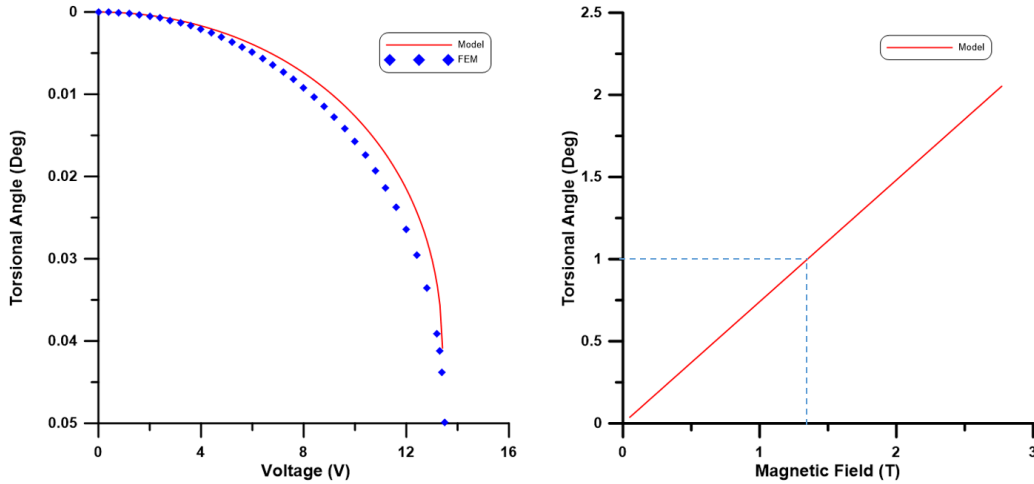 0
0.01
0.02
0.03
0.04
0.05
Torsional Angle (Deg)
Model
FEM
0 4 8 12 16
Voltage (V)
2.5
2
1.5
1
0.5
0
Torsional Angle (Deg)
Model
0 1 2 3
Magnetic Field (T)